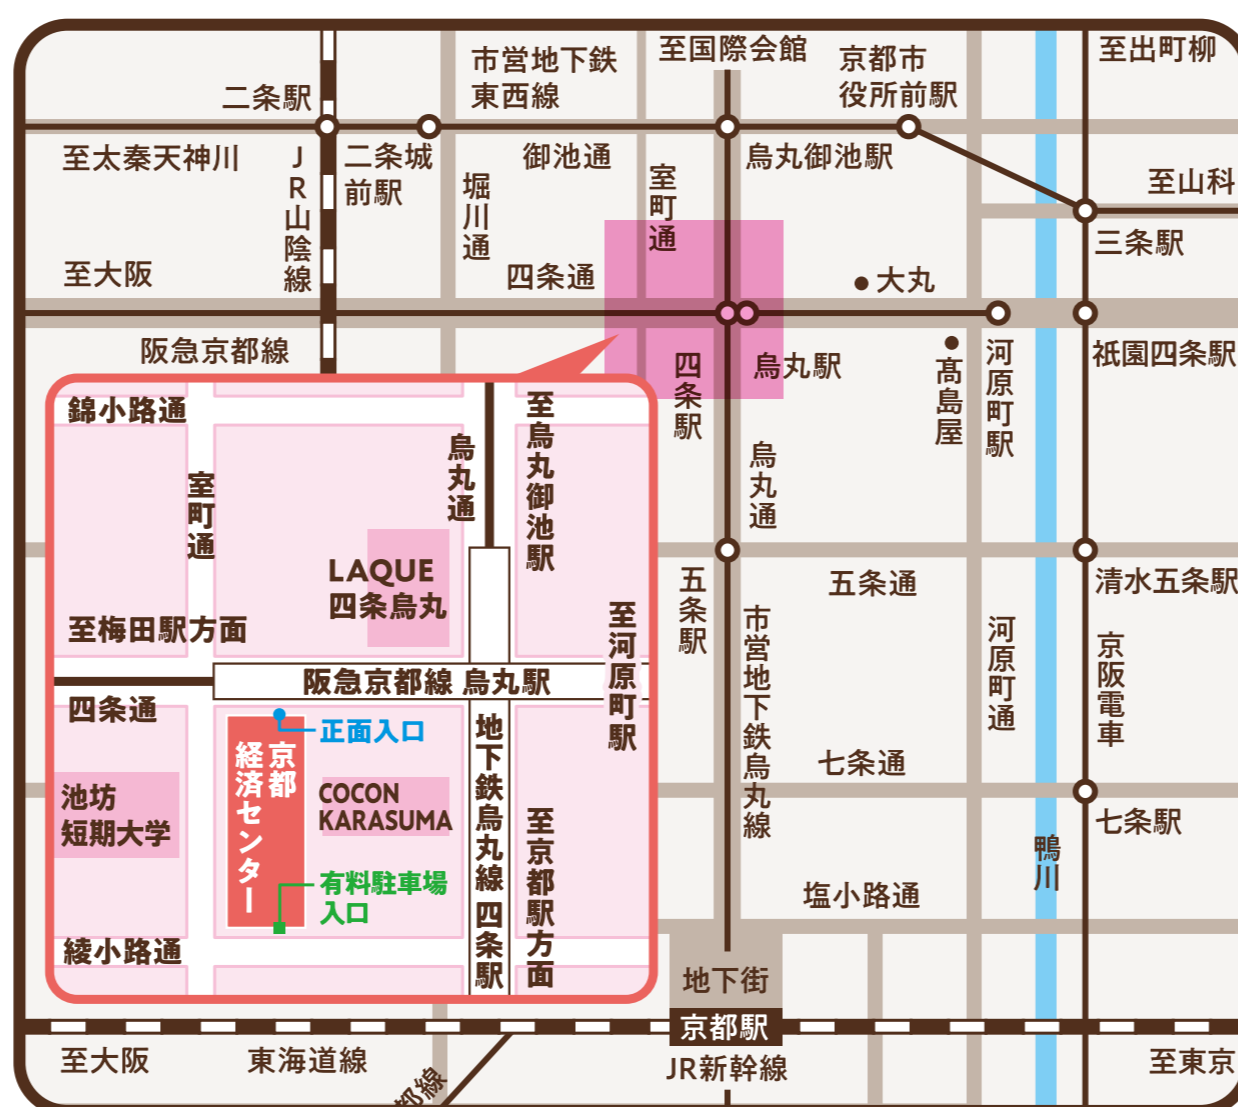 至国際会館
市営地下鉄
東西線
京都市
役所前駅
至出町柳
二条駅
至太秦天神川
JR山陰線
二条城
前駅
御池通
烏丸御池駅
堀川通
室町通
至山科
三条駅
至大阪
四条通
大丸
阪急京都線
四条駅
烏丸駅
髙島屋
河原町駅
祇園四条駅
烏丸通
五条駅
五条通
清水五条駅
市営地下鉄烏丸線
河原町通
京阪電車
七条通
七条駅
鴨川
塩小路通
地下街
京都駅
JR新幹線
至大阪
東海道線
都線
至東京
錦小路通
室町通
烏丸通
至烏丸御池駅
LAQUE
四条烏丸
至梅田駅方面
阪急京都線 烏丸駅
至河原町駅
四条通
正面入口
京都
経済センター
COCON
KARASUMA
池坊
短期大学
有料駐車場
入口
地下鉄烏丸線 四条駅
至京都駅方面
綾小路通